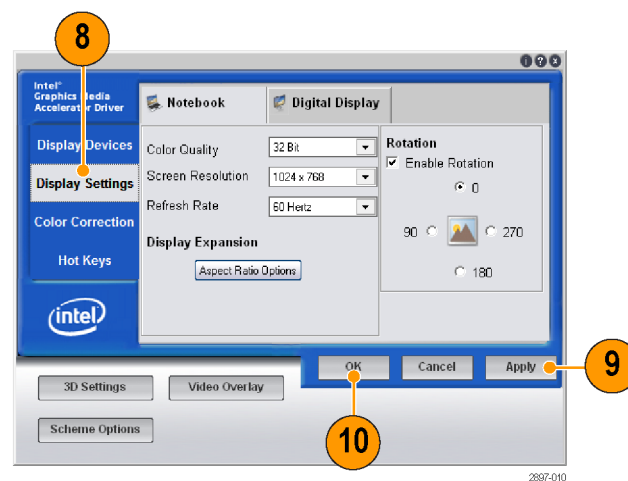 8
Intel®
Graphics Media
Accelerator Driver
Notebook
Digital Display
Display Devices
Display Settings
Color Correction
Hot Keys
intel
Color Quality
32 Bit
Screen Resolution
1024 x 768
Refresh Rate
60 Hertz
Display Expansion
Aspect Ratio Options
Rotation
Enable Rotation
0
90
270
180
OK
Cancel
Apply
9
3D Settings
Video Overlay
Scheme Options
10
2897-010